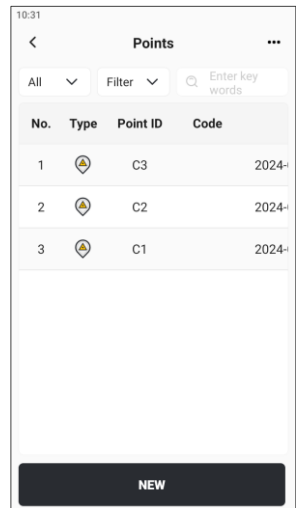 10:31
Points
All Filter Enter key words
No. Type Point ID Code
1 C3 2024-
2 C2 2024-
3 C1 2024-
NEW